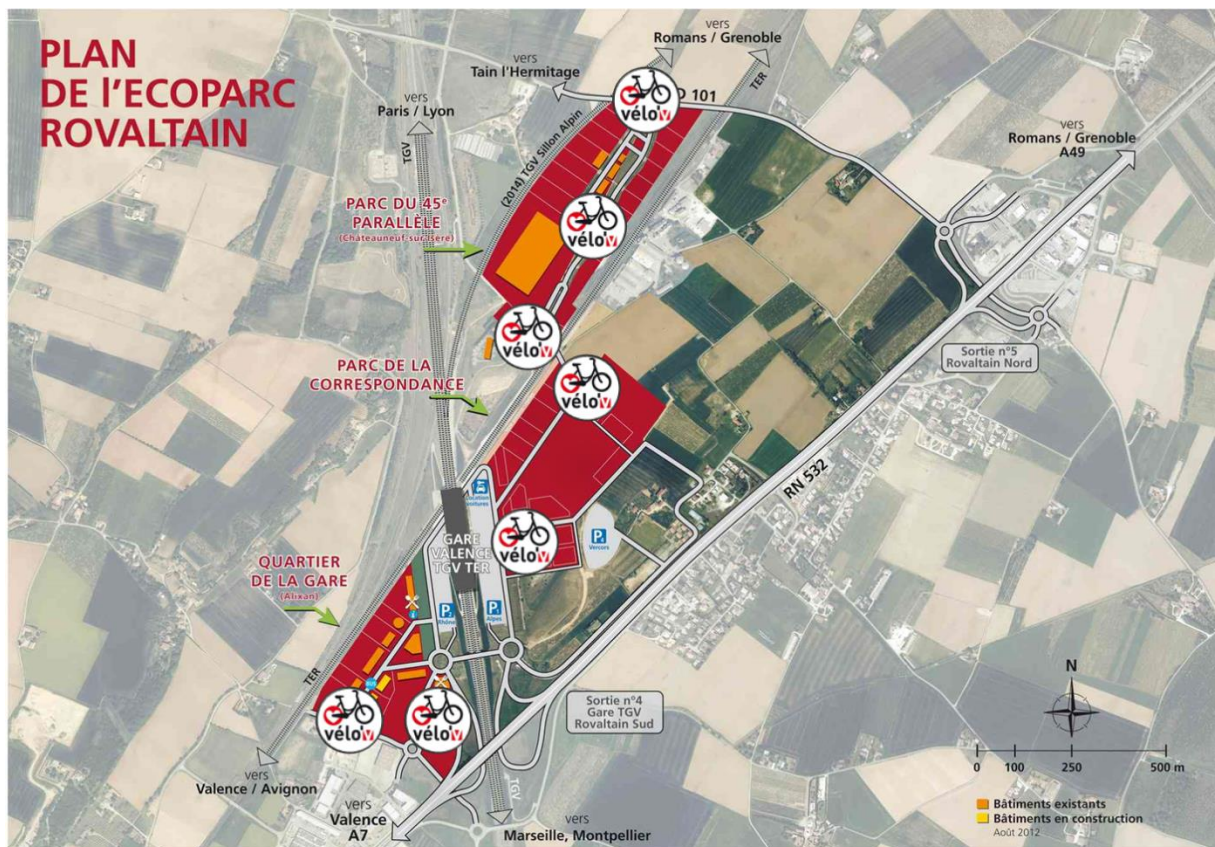 PLAN
DE l'ECOPARC
ROVALTAIN
vers
Paris / Lyon
TGV
vers
Tain l'Hermitage
vers
Romans / Grenoble
TER
D 101
vélo'v
(2014) TGV Sillon Alpin
vers
Romans / Grenoble
A49
PARC DU 45e
PARALLÈLE
(Châteauneuf-sur-Isère)
vélo'v
vélo'v
PARC DE LA
CORRESPONDANCE
vélo'v
Sortie n°5
Rovaltain Nord
RN 532
voitures
GARE
VALENCE
TGV TER
vélo'v
P
Vercors
QUARTIER
DE LA GARE
(Alixan)
P
Rhône
P
Alpes
TER
vélo'v
vélo'v
Sortie n°4
Gare TGV
Rovaltain Sud
TGV
N
0 100 250 500 m
vers
Valence / Avignon
vers
Valence
A7
vers
Marseille, Montpellier
Bâtiments existants
Bâtiments en construction
Août 2012